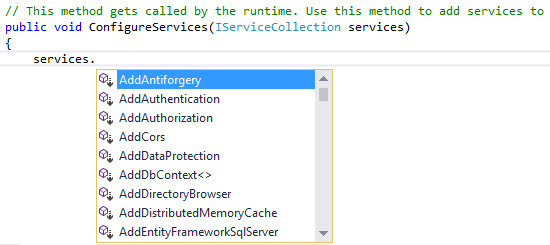 // This method gets called by the runtime. Use this method to add services to
public void ConfigureServices(IServiceCollection services)
{
services.
AddAntiforgery
AddAuthentication
AddAuthorization
AddCors
AddDataProtection
AddDbContext<>
AddDirectoryBrowser
AddDistributedMemoryCache
AddEntityFrameworkSqlServer